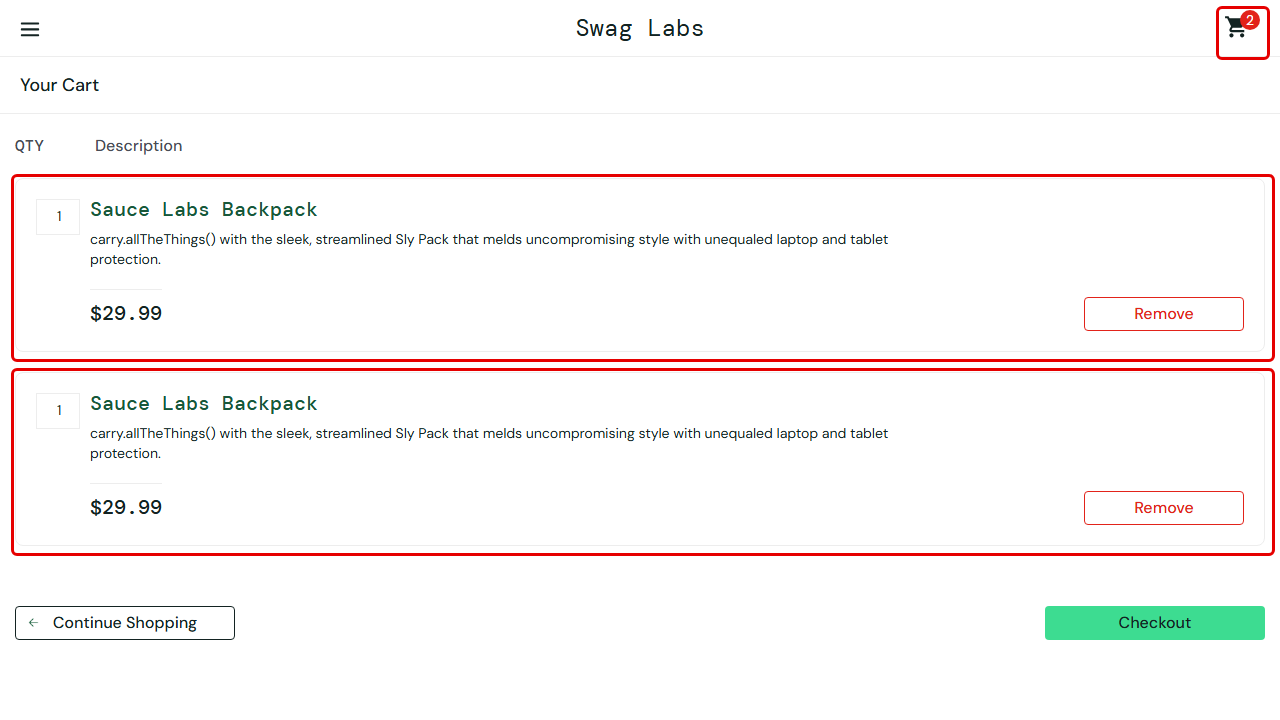 Swag Labs
2
Your Cart
QTY Description
1
Sauce Labs Backpack
carry.allTheThings() with the sleek, streamlined Sly Pack that melds uncompromising style with unequaled laptop and tablet
protection.
$29.99
Remove
1
Sauce Labs Backpack
carry.allTheThings() with the sleek, streamlined Sly Pack that melds uncompromising style with unequaled laptop and tablet
protection.
$29.99
Remove
Continue Shopping
Checkout